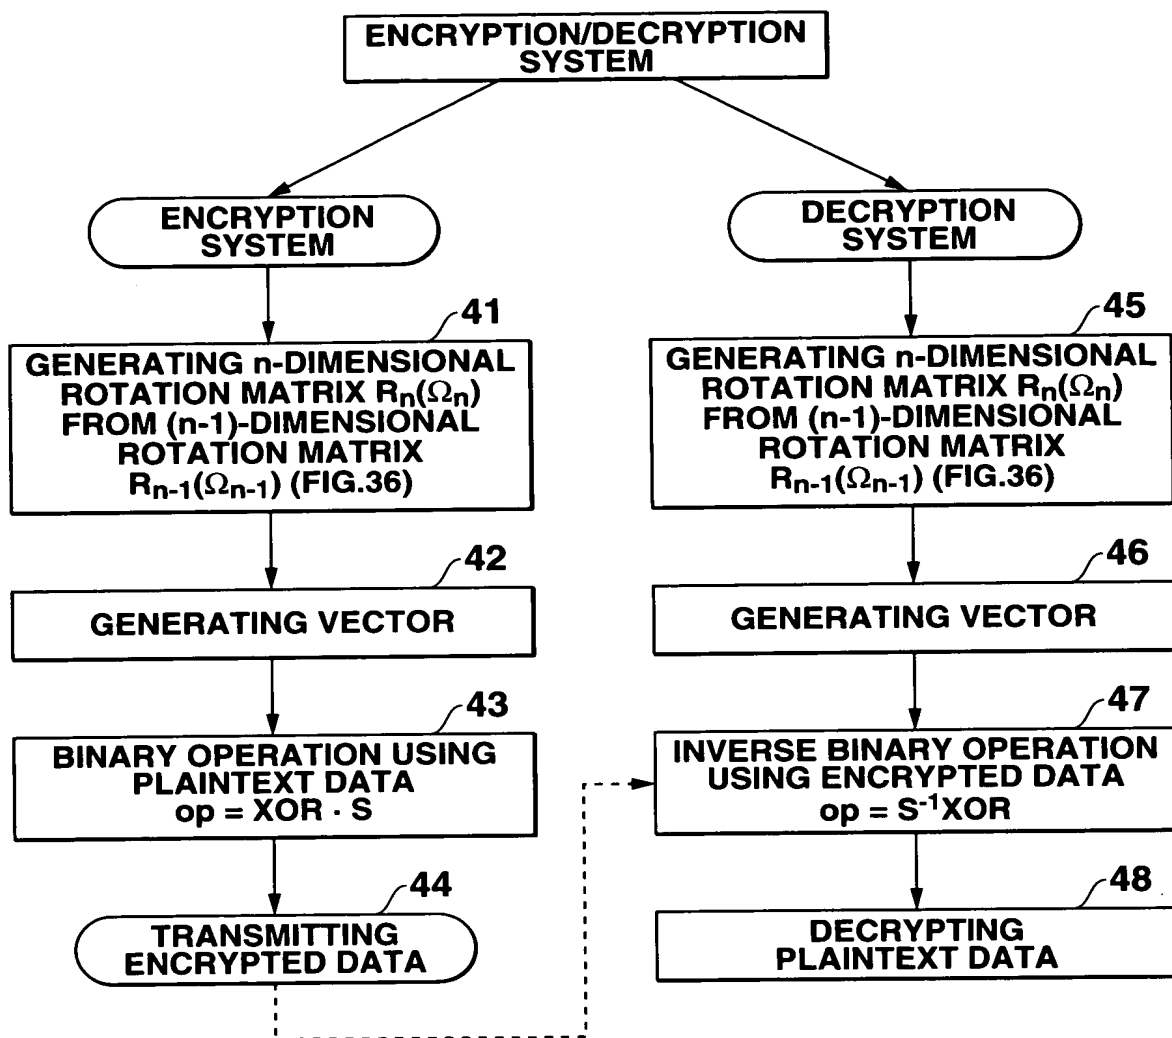 ENCRYPTION/DECRYPTION
SYSTEM
ENCRYPTION
SYSTEM
41
GENERATING n-DIMENSIONAL
ROTATION MATRIX Rn(Ωn)
FROM (n-1)-DIMENSIONAL
ROTATION MATRIX
Rn-1(Ωn-1) (FIG.36)
42
GENERATING VECTOR
43
BINARY OPERATION USING
PLAINTEXT DATA
op = XOR · S
44
TRANSMITTING
ENCRYPTED DATA
DECRYPTION
SYSTEM
45
GENERATING n-DIMENSIONAL
ROTATION MATRIX Rn(Ωn)
FROM (n-1)-DIMENSIONAL
ROTATION MATRIX
Rn-1(Ωn-1) (FIG.36)
46
GENERATING VECTOR
47
INVERSE BINARY OPERATION
USING ENCRYPTED DATA
op = S⁻¹XOR
48
DECRYPTING
PLAINTEXT DATA